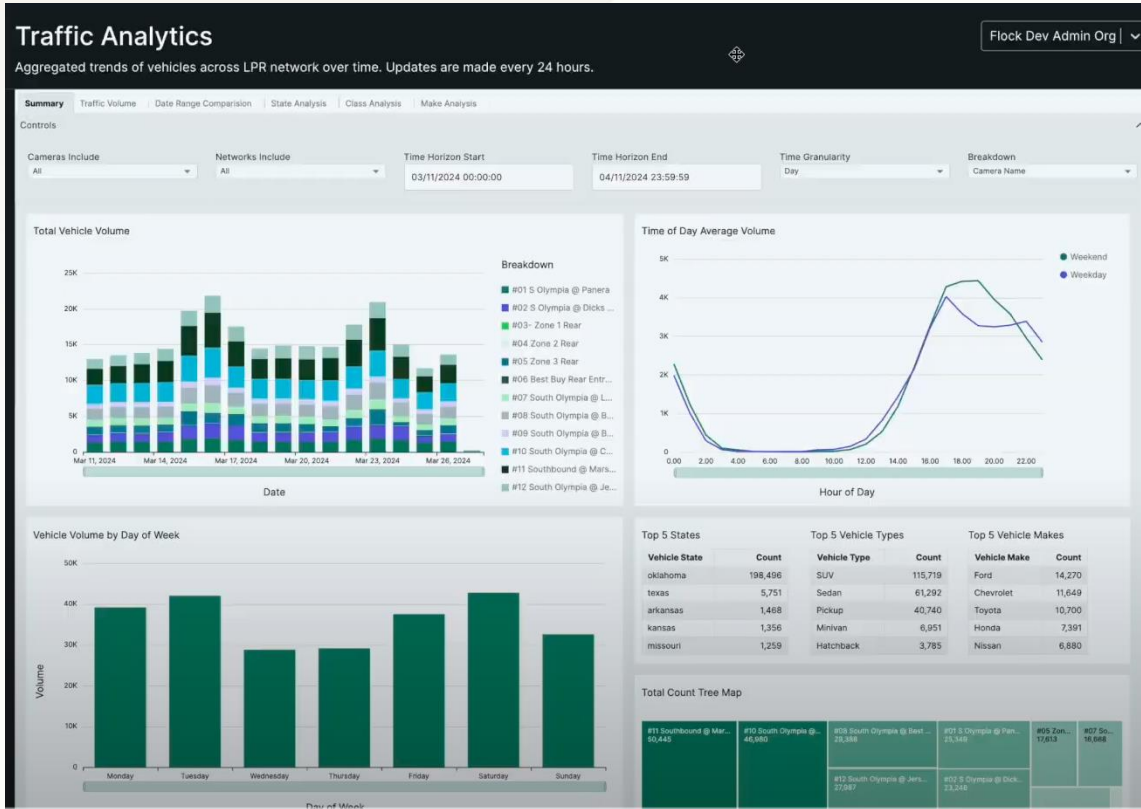 Traffic Analytics
Flock Dev Admin Org
Aggregated trends of vehicles across LPR network over time. Updates are made every 24 hours.
Summary Traffic Volume Date Range Comparision State Analysis Class Analysis Make Analysis
Controls
Cameras Include Networks Include Time Horizon Start Time Horizon End Time Granularity Breakdown
All All 03/11/2024 00:00:00 04/11/2024 23:59:59 Day Camera Name
Total Vehicle Volume
25K
20K
15K
10K
5K
0
Mar 11, 2024 Mar 14, 2024 Mar 17, 2024 Mar 20, 2024 Mar 23, 2024 Mar 26, 2024
Date
Breakdown
#01 S Olympia @ Panera
#02 S Olympia @ Dicks ...
#03- Zone 1 Rear
#04 Zone 2 Rear
#05 Zone 3 Rear
#06 Best Buy Rear Entr...
#07 South Olympia @ L...
#08 South Olympia @ B...
#09 South Olympia @ B...
#10 South Olympia @ C...
#11 Southbound @ Mars...
#12 South Olympia @ Je...
Time of Day Average Volume
5K
4K
3K
2K
1K
0
0.00 2.00 4.00 6.00 8.00 10.00 12.00 14.00 16.00 18.00 20.00 22.00
Hour of Day
Weekend
Weekday
Vehicle Volume by Day of Week
50K
40K
30K
20K
10K
0
Volume
Monday Tuesday Wednesday Thursday Friday Saturday Sunday
Day of Week
Top 5 States
Vehicle State Count
oklahoma 198,496
texas 5,751
arkansas 1,468
kansas 1,356
missouri 1,259
Top 5 Vehicle Types
Vehicle Type Count
SUV 115,719
Sedan 61,292
Pickup 40,740
Minivan 6,951
Hatchback 3,785
Top 5 Vehicle Makes
Vehicle Make Count
Ford 14,270
Chevrolet 11,649
Toyota 10,700
Honda 7,391
Nissan 6,880
Total Count Tree Map
#11 Southbound @ Mar...
50,445
#10 South Olympia @...
46,980
#08 South Olympia @ Best ...
#01 S Olympia @ Pan...
25,348
#05 Zon...
17,613
#07 So...
#12 South Olympia @ Jers...
#02 S Olympia @ Dick...